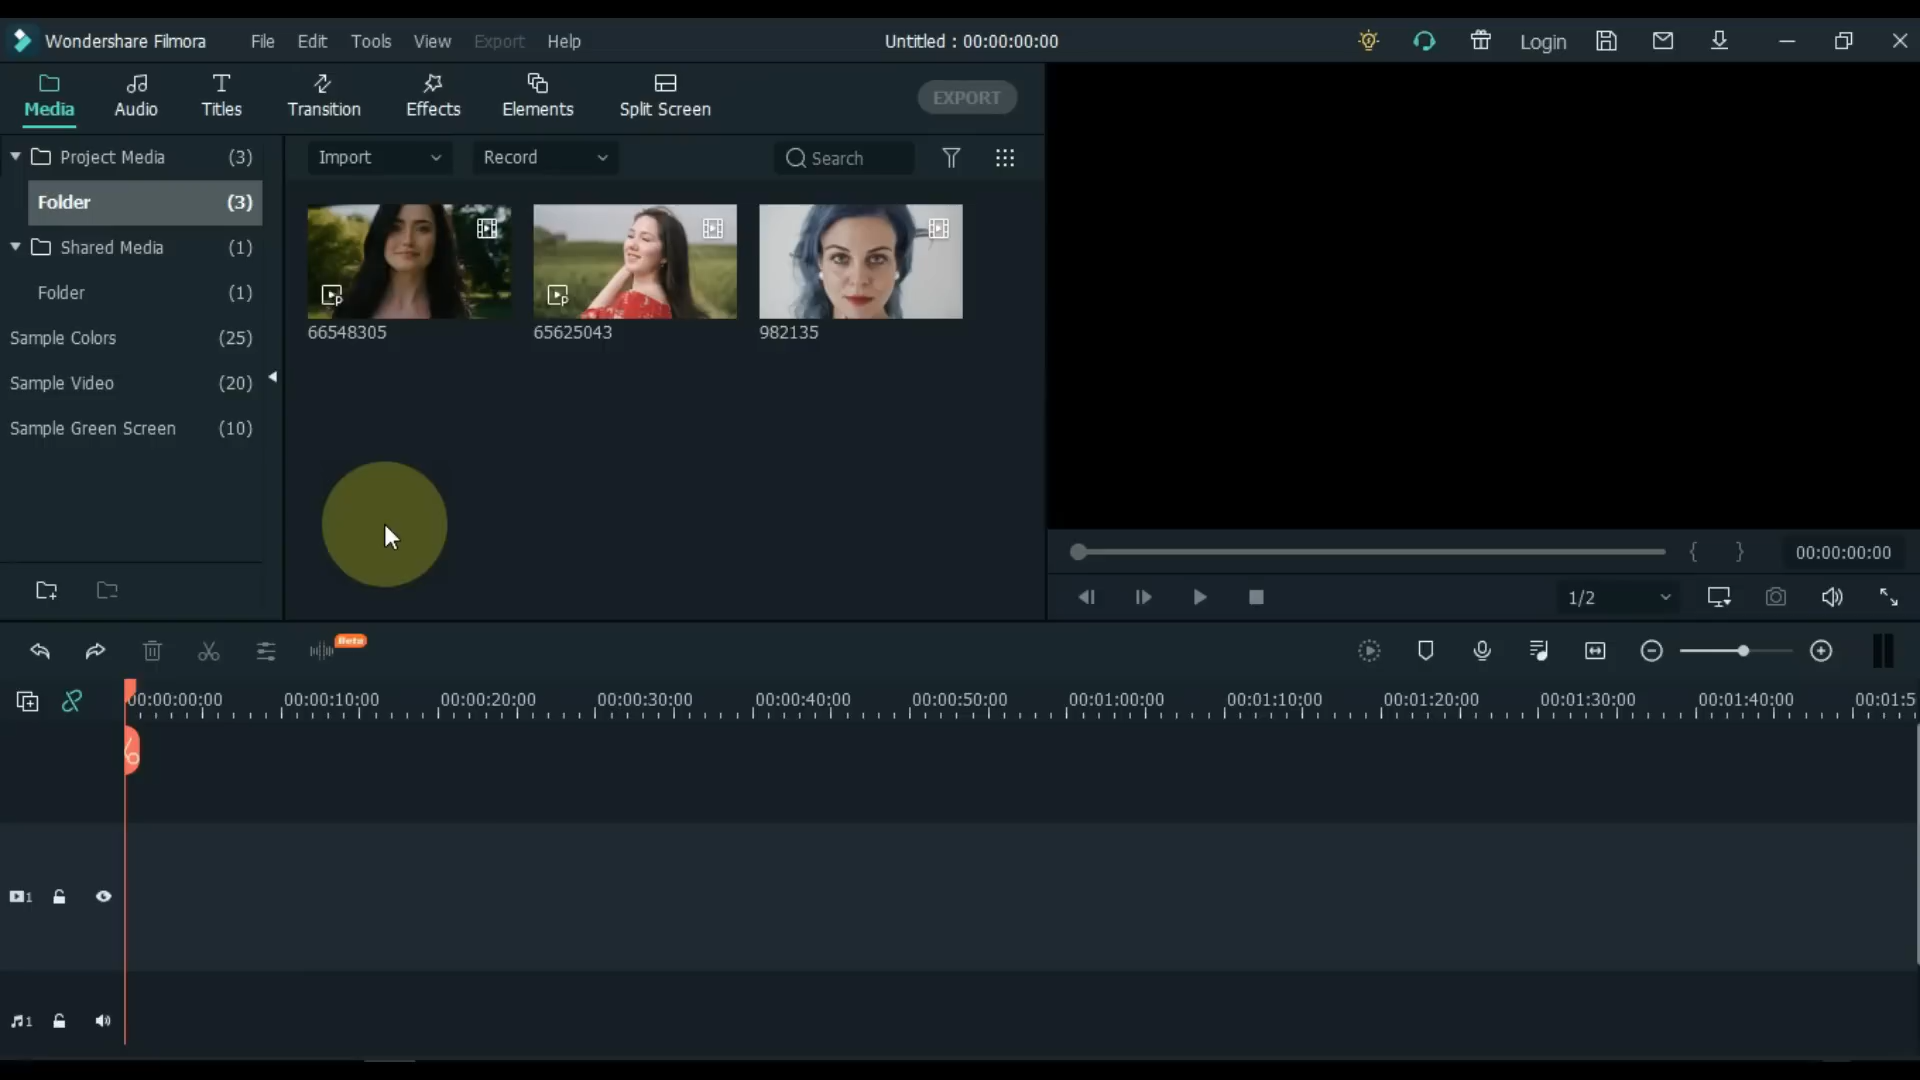 Wondershare Filmora File Edit Tools View Export Help Untitled : 00:00:00:00 Login
Media Audio Titles Transition Effects Elements Split Screen EXPORT
Project Media (3)
Folder (3)
Shared Media (1)
Folder (1)
Sample Colors (25)
Sample Video (20)
Sample Green Screen (10)
Import Record Search
66548305 65625043 982135
00:00:00:00
1/2
Beta
00:00:00:00 00:00:10:00 00:00:20:00 00:00:30:00 00:00:40:00 00:00:50:00 00:01:00:00 00:01:10:00 00:01:20:00 00:01:30:00 00:01:40:00 00:01:5
1
1